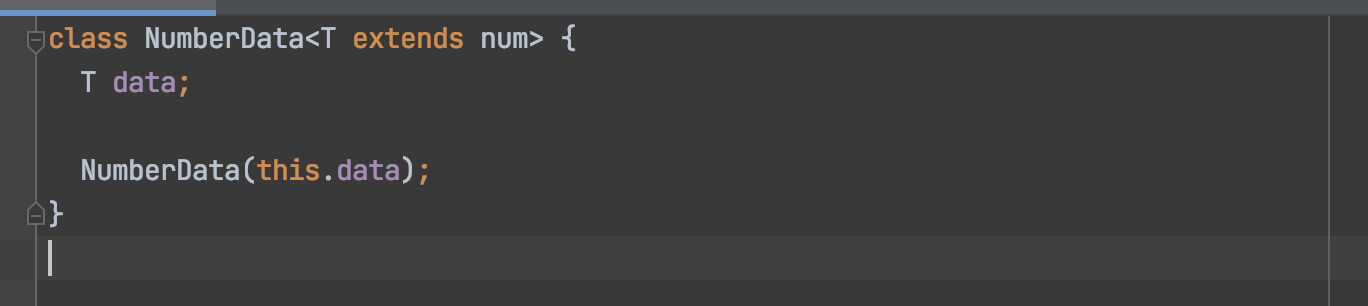 class NumberData<T extends num> {
  T data;

  NumberData(this.data);
}